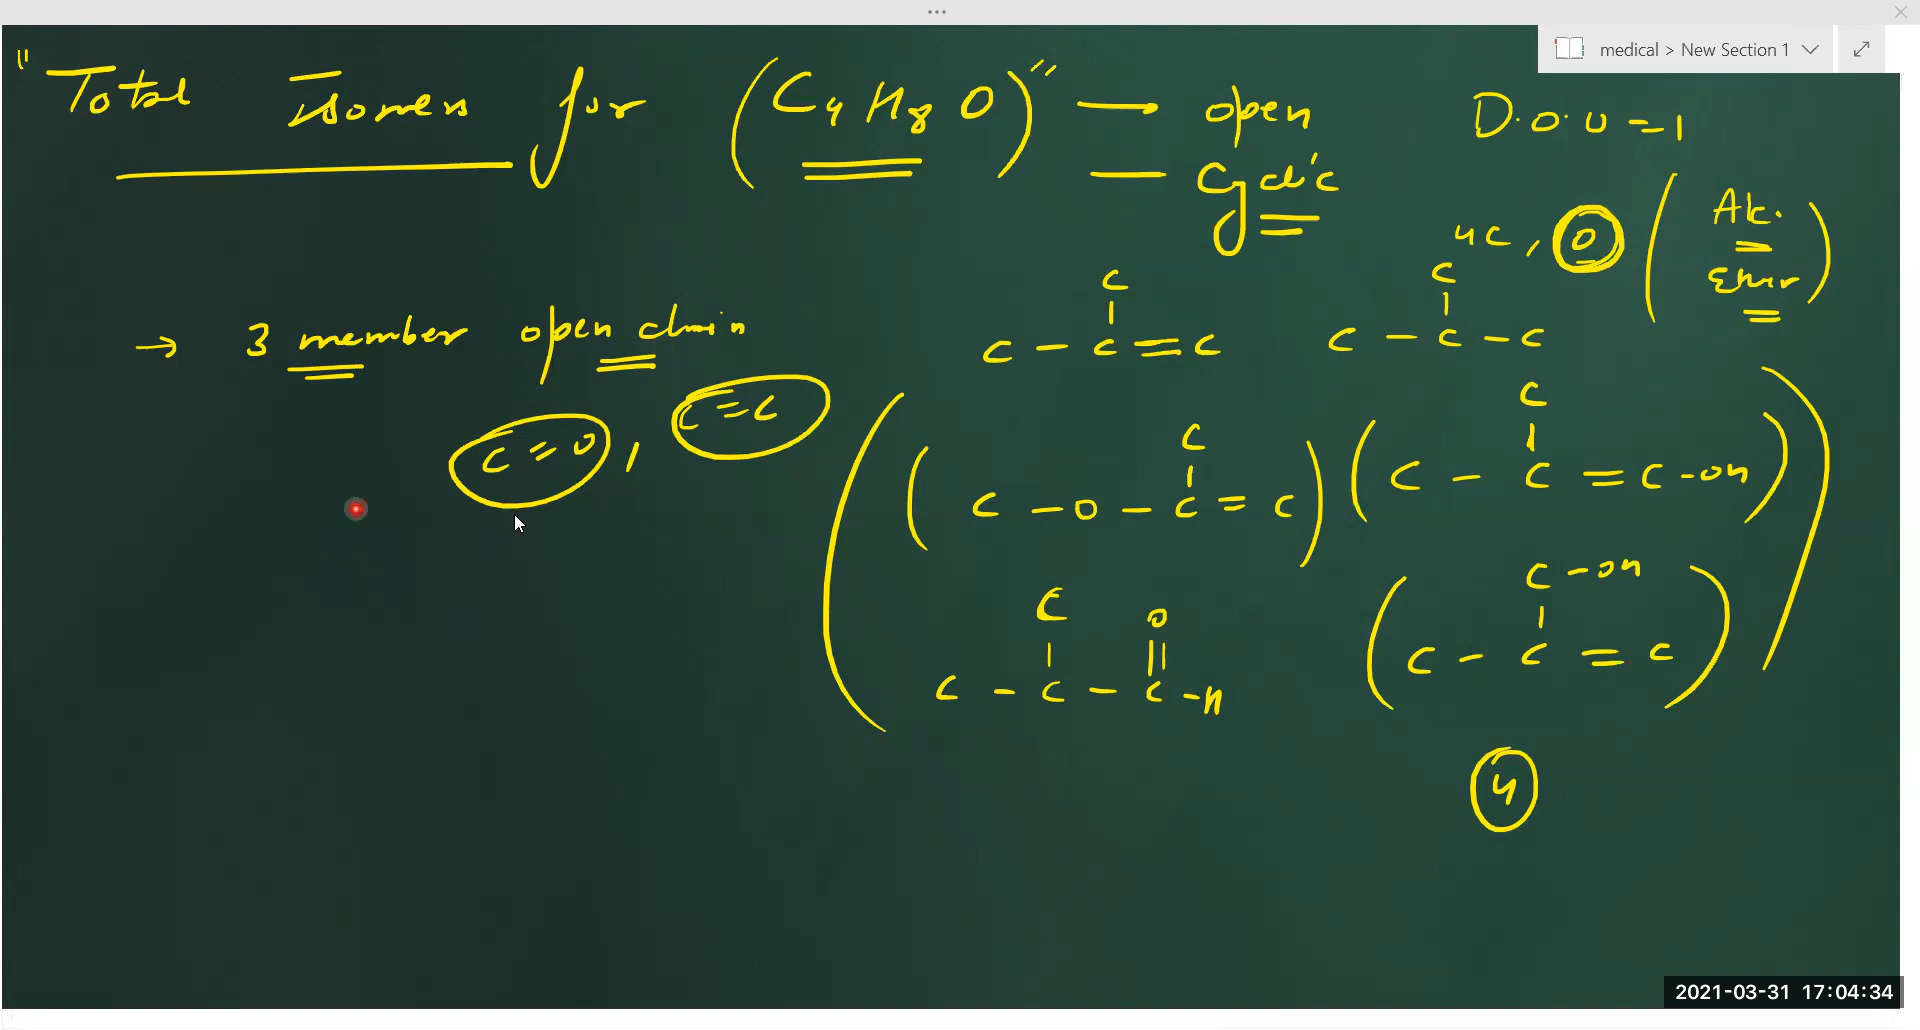 medical > New Section 1
"Total Isomers for (C4H8O)" → open
— Cyclic
D.O.U = 1
4C, O (Alc.
Ether)
→ 3 member open chain
C = O, C = C
C
|
C - C = C
C
|
C - C - C
C
|
(C - O - C = C)
C
|
(C - C = C - OH)
C O
| ||
C - C - C - H
C - OH
|
(C - C = C)
4
2021-03-31 17:04:34